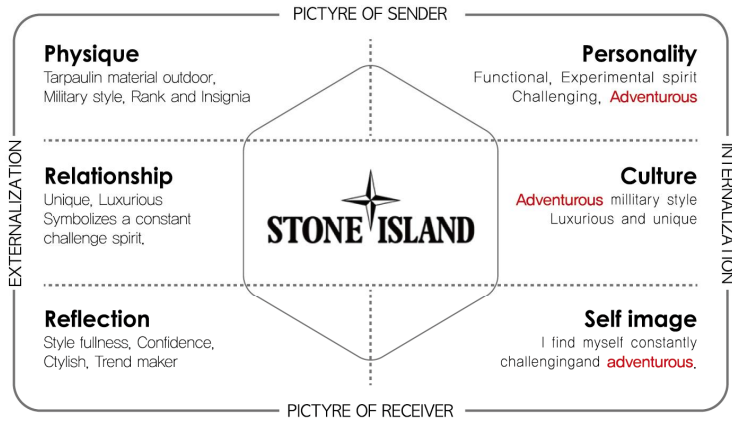 PICTYRE OF SENDER
Physique
Tarpaulin material outdoor,
Military style, Rank and Insignia
Personality
Functional, Experimental spirit
Challenging, Adventurous
EXTERNALIZATION
Relationship
Unique, Luxurious
Symbolizes a constant
challenge spirit.
STONE ISLAND
Culture
Adventurous millitary style
Luxurious and unique
INTERNALIZATION
Reflection
Style fullness, Confidence,
Ctylish, Trend maker
Self image
I find myself constantly
challengingand adventurous.
PICTYRE OF RECEIVER